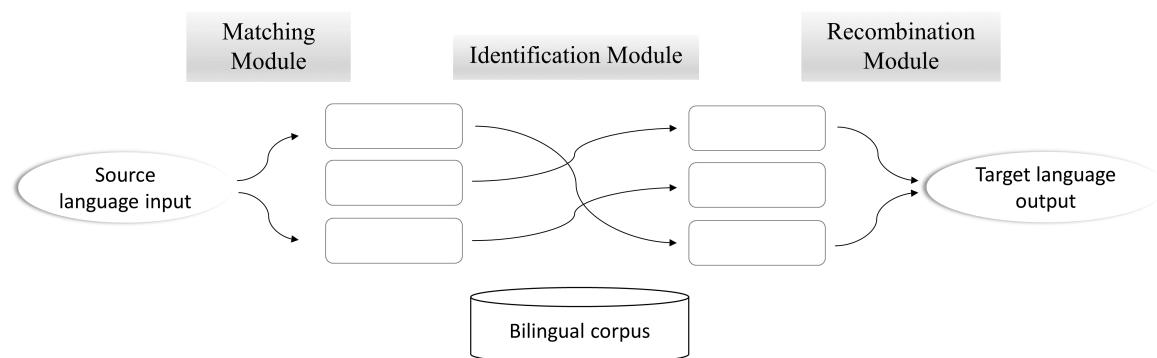 Matching
Module
Identification Module
Recombination
Module
Source
language input
Target language
output
Bilingual corpus